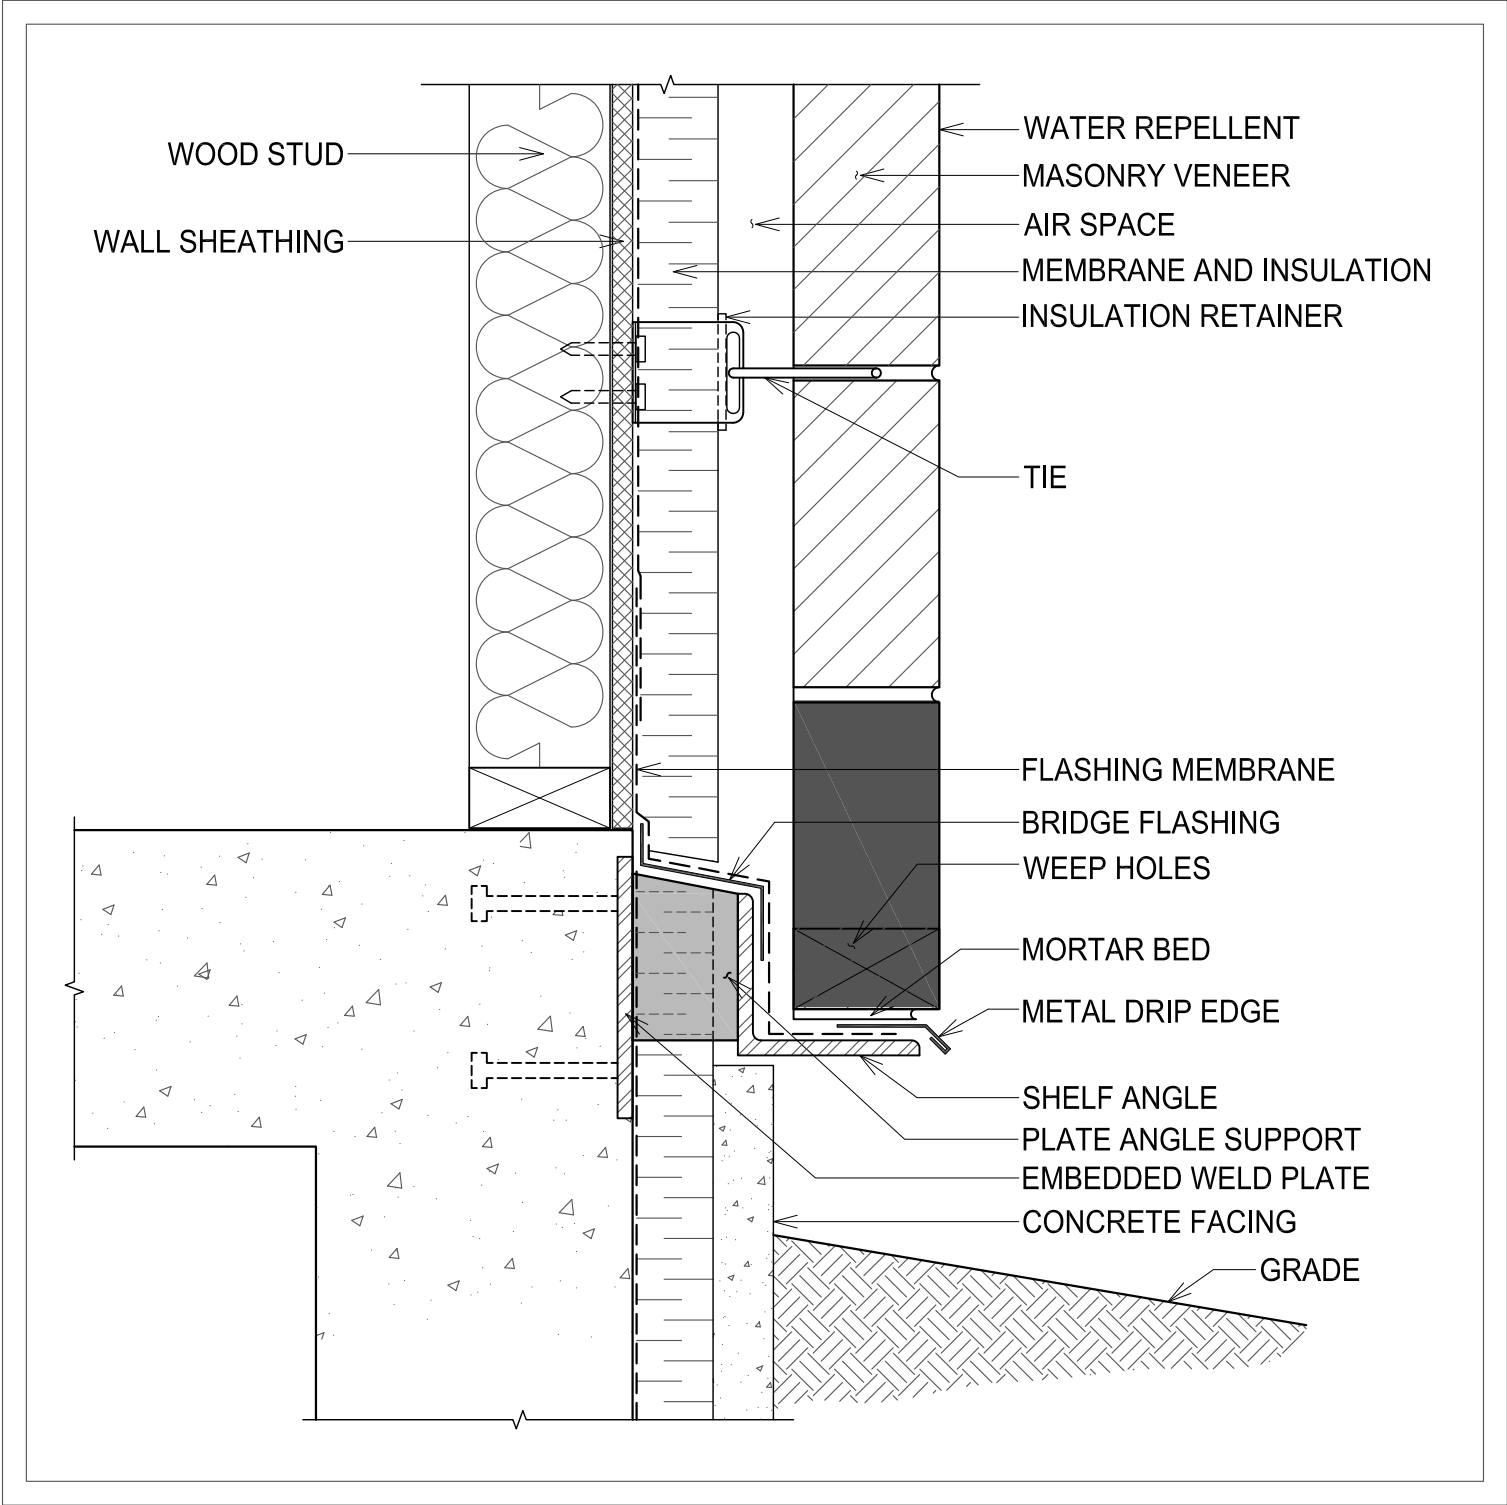 WATER REPELLENT
WOOD STUD
MASONRY VENEER
AIR SPACE
WALL SHEATHING
MEMBRANE AND INSULATION
INSULATION RETAINER
TIE
FLASHING MEMBRANE
BRIDGE FLASHING
WEEP HOLES
MORTAR BED
METAL DRIP EDGE
SHELF ANGLE
PLATE ANGLE SUPPORT
EMBEDDED WELD PLATE
CONCRETE FACING
GRADE